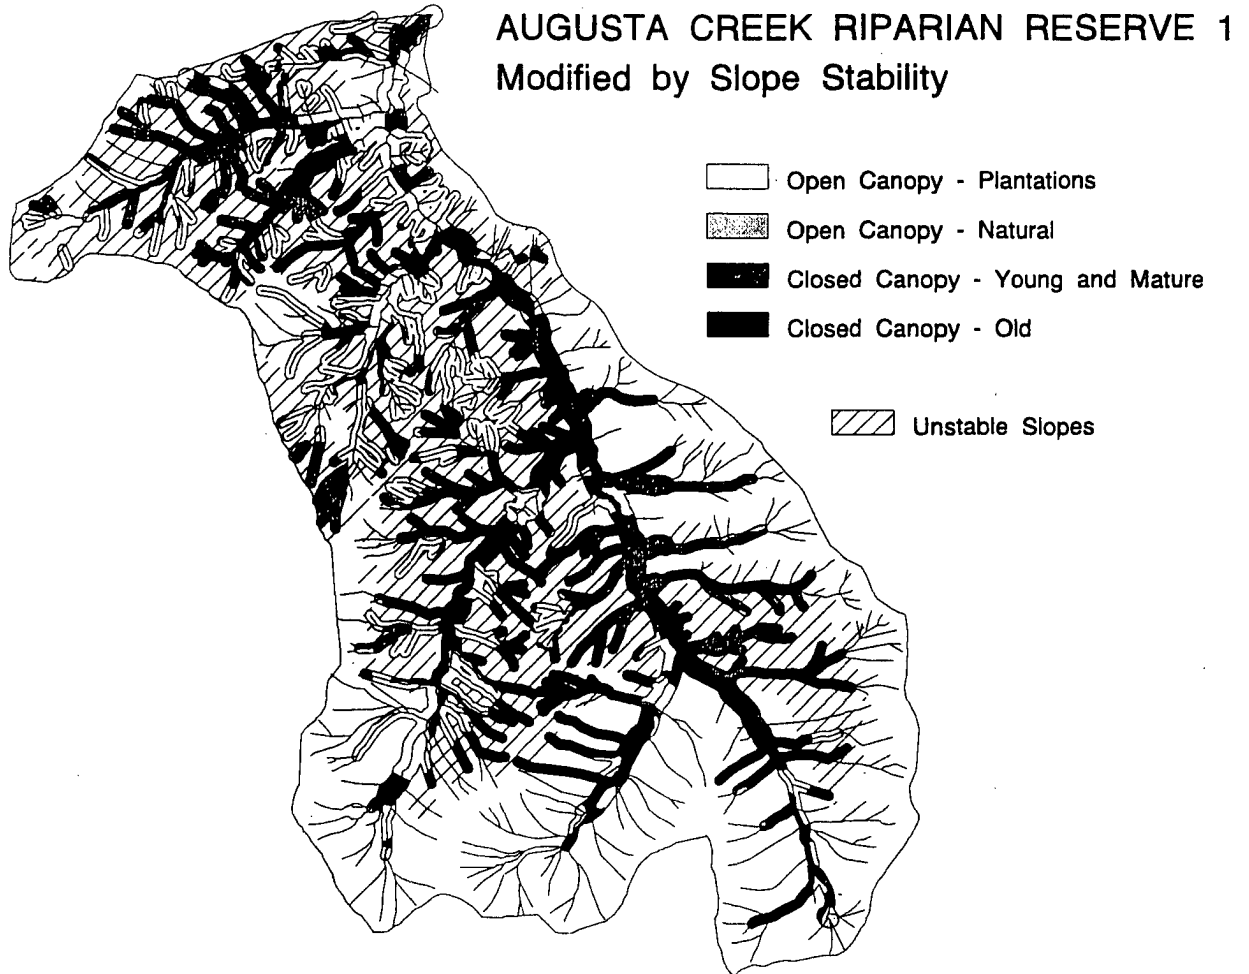 AUGUSTA CREEK RIPARIAN RESERVE 1
Modified by Slope Stability
Open Canopy - Plantations
Open Canopy - Natural
Closed Canopy - Young and Mature
Closed Canopy - Old
Unstable Slopes